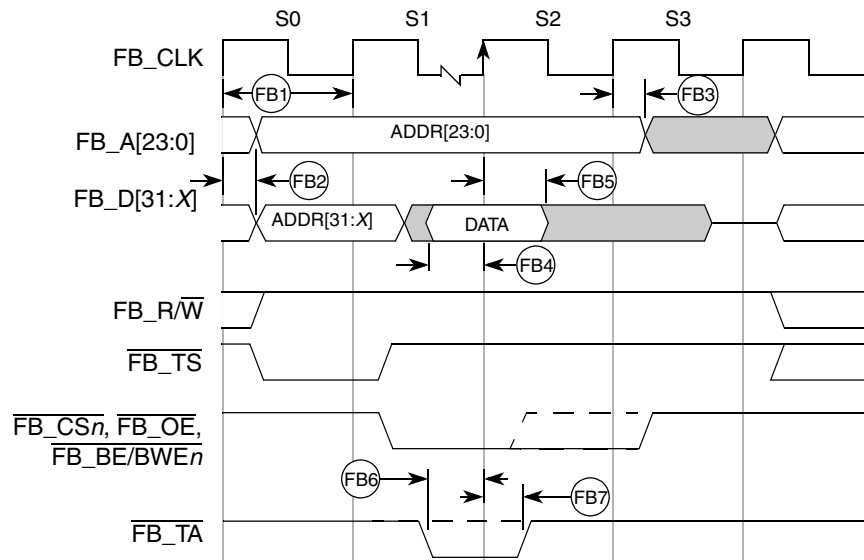 S0 S1 S2 S3
FB_CLK
FB1 FB3
FB_A[23:0] ADDR[23:0]
FB2 FB5
FB_D[31:X] ADDR[31:X] DATA
FB4
FB_R/W
FB_TS
FB_CSn, FB_OE,
FB_BE/BWEn
FB6 FB7
FB_TA